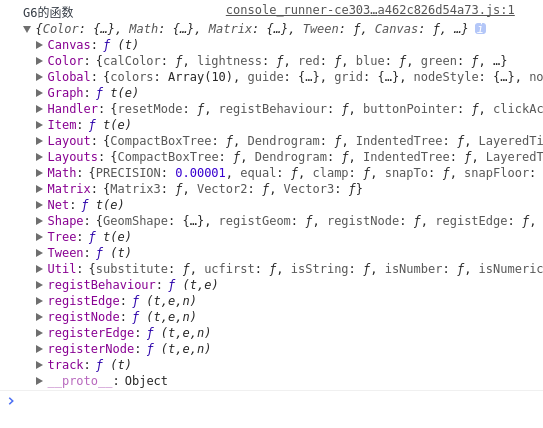 G6的函数 console_runner-ce303…a462c826d54a73.js:1
{Color: {…}, Math: {…}, Matrix: {…}, Tween: ƒ, Canvas: ƒ, …} i
Canvas: ƒ (t)
Color: {calColor: ƒ, lightness: ƒ, red: ƒ, blue: ƒ, green: ƒ, …}
Global: {colors: Array(10), guide: {…}, grid: {…}, nodeStyle: {…}, no
Graph: ƒ t(e)
Handler: {resetMode: ƒ, registBehaviour: ƒ, buttonPointer: ƒ, clickAc
Item: ƒ t(e)
Layout: {CompactBoxTree: ƒ, Dendrogram: ƒ, IndentedTree: ƒ, LayeredTi
Layouts: {CompactBoxTree: ƒ, Dendrogram: ƒ, IndentedTree: ƒ, LayeredT
Math: {PRECISION: 0.00001, equal: ƒ, clamp: ƒ, snapTo: ƒ, snapFloor:
Matrix: {Matrix3: ƒ, Vector2: ƒ, Vector3: ƒ}
Net: ƒ t(e)
Shape: {GeomShape: {…}, registGeom: ƒ, registNode: ƒ, registEdge: ƒ,
Tree: ƒ t(e)
Tween: ƒ (t)
Util: {substitute: ƒ, ucfirst: ƒ, isString: ƒ, isNumber: ƒ, isNumeric
registBehaviour: ƒ (t,e)
registEdge: ƒ (t,e,n)
registNode: ƒ (t,e,n)
registerEdge: ƒ (t,e,n)
registerNode: ƒ (t,e,n)
track: ƒ (t)
__proto__: Object